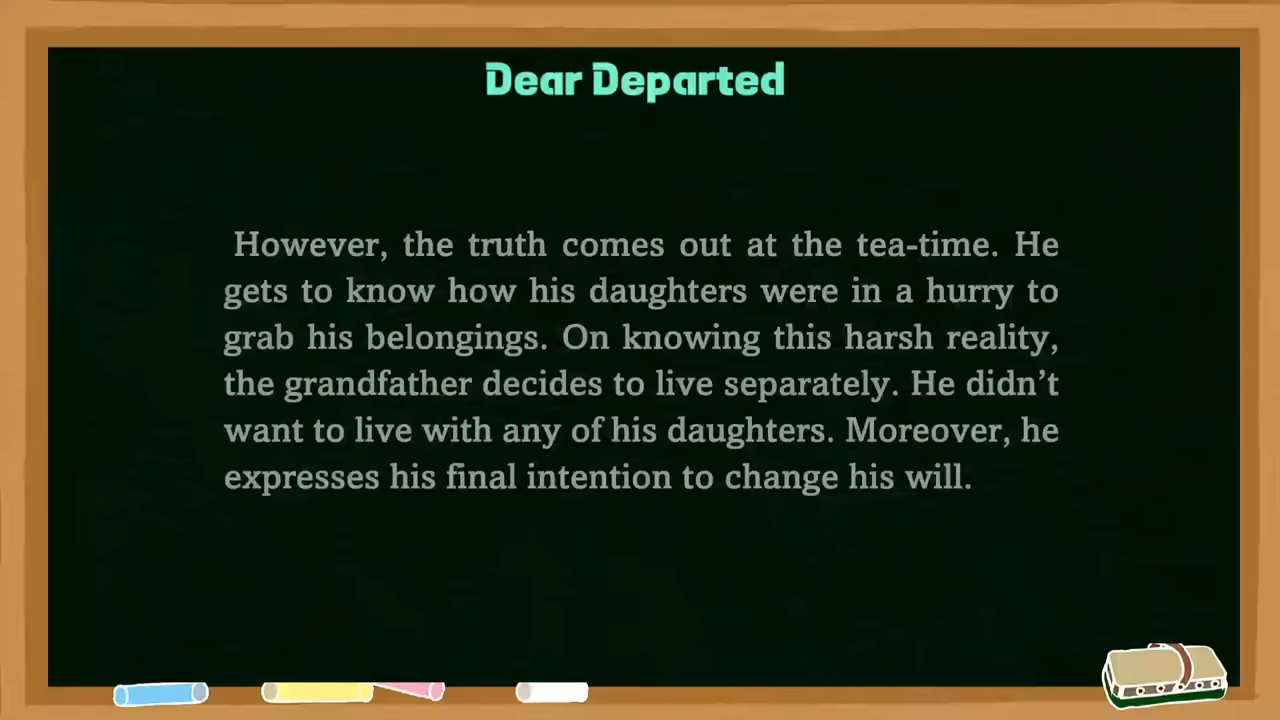 Dear Departed
However, the truth comes out at the tea-time. He
gets to know how his daughters were in a hurry to
grab his belongings. On knowing this harsh reality,
the grandfather decides to live separately. He didn’t
want to live with any of his daughters. Moreover, he
expresses his final intention to change his will.